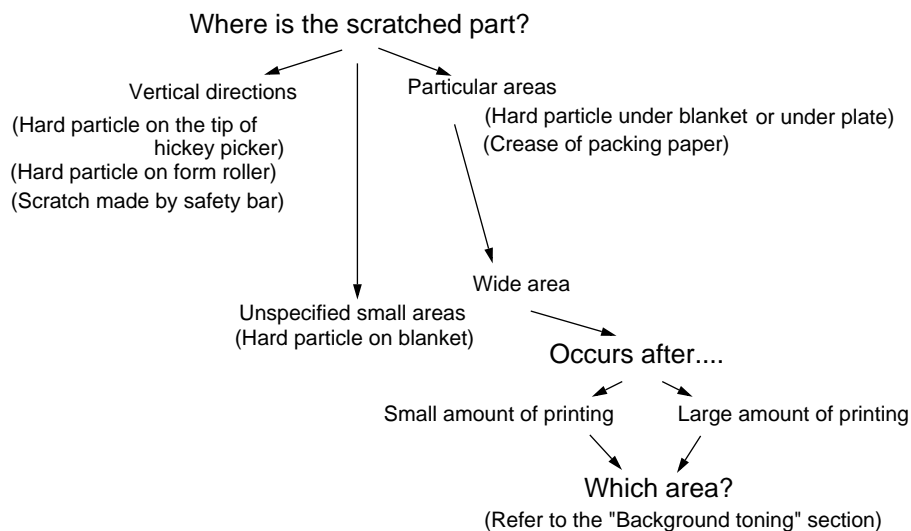 Where is the scratched part?
Vertical directions
(Hard particle on the tip of
hickey picker)
(Hard particle on form roller)
(Scratch made by safety bar)
Particular areas
(Hard particle under blanket or under plate)
(Crease of packing paper)
Wide area
Unspecified small areas
(Hard particle on blanket)
Occurs after....
Small amount of printing
Large amount of printing
Which area?
(Refer to the "Background toning" section)